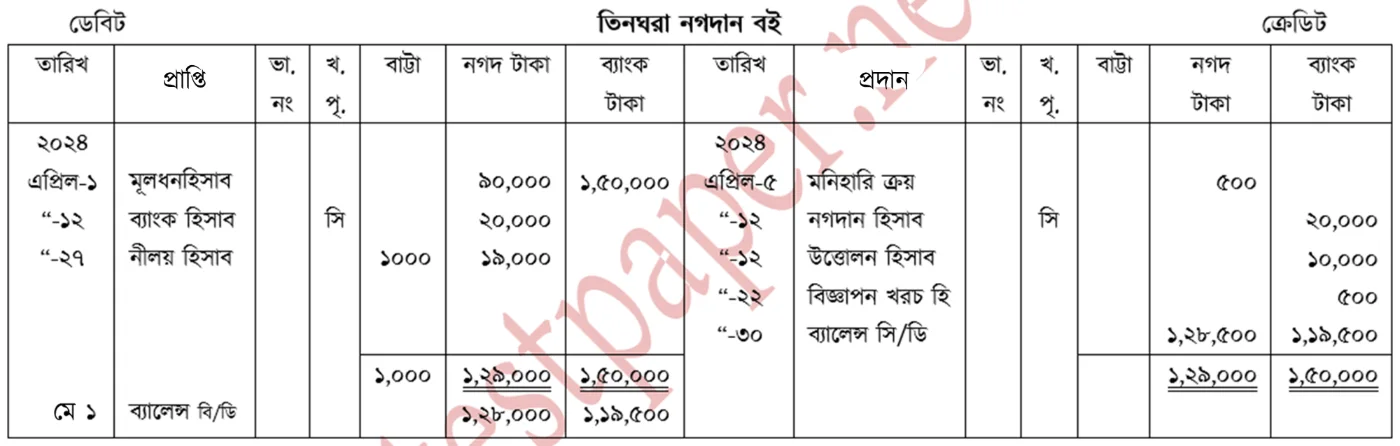 ডেবিট তিনঘরা নগদান বই ক্রেডিট
তারিখ প্রাপ্তি ভা. নং খ. পৃ. বাট্টা নগদ টাকা ব্যাংক টাকা তারিখ প্রদান ভা. নং খ. পৃ. বাট্টা নগদ টাকা ব্যাংক টাকা
২০২৪ ২০২৪
এপ্রিল-১ মূলধনহিসাব ৯০,০০০ ১,৫০,০০০ এপ্রিল-৫ মনিহারি ক্রয় ৫০০
“-১২ ব্যাংক হিসাব সি ২০,০০০ “-১২ নগদান হিসাব সি ২০,০০০
“-২৭ নীলয় হিসাব ১০০০ ১৯,০০০ “-১২ উত্তোলন হিসাব ১০,০০০
“-২২ বিজ্ঞাপন খরচ হি ৫০০
“-৩০ ব্যালেন্স সি/ডি ১,২৮,৫০০ ১,১৯,৫০০
১,০০০ ১,২৯,০০০ ১,৫০,০০০ ১,২৯,০০০ ১,৫০,০০০
মে ১ ব্যালেন্স বি/ডি ১,২৮,০০০ ১,১৯,৫০০